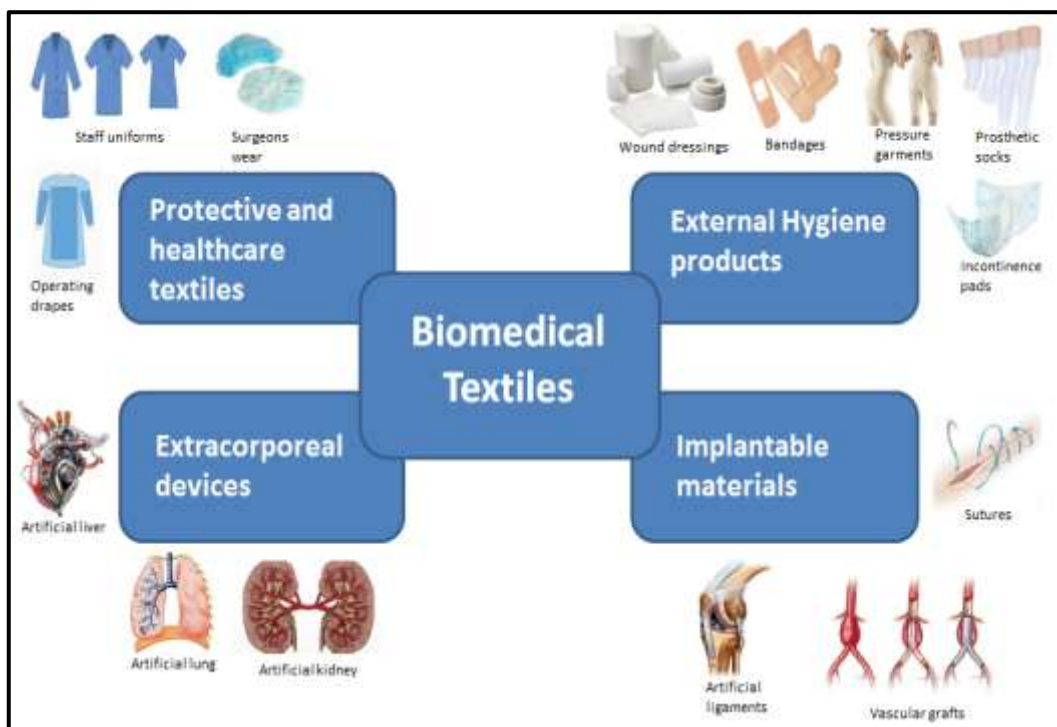 Staff uniforms
Surgeons
wear
Wound dressings
Bandages
Pressure
garments
Prosthetic
socks
Protective and
healthcare
textiles
External Hygiene
products
Operating
drapes
Incontinence
pads
Biomedical
Textiles
Extracorporeal
devices
Implantable
materials
Artificial liver
Sutures
Artificial lung
Artificial kidney
Artificial
ligaments
Vascular grafts